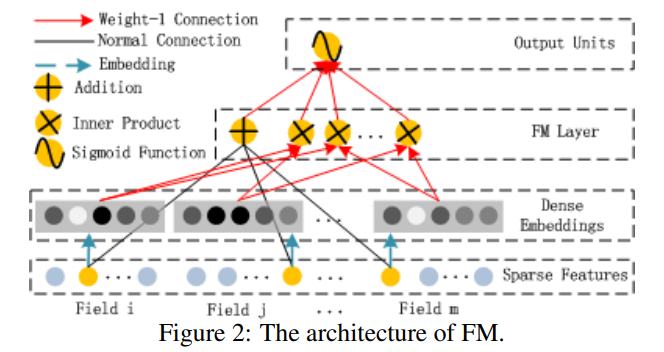 Weight-1 Connection
Normal Connection
Embedding
Addition
Inner Product
Sigmoid Function
Output Units
...
FM Layer
Dense
Embeddings
...
... ... ... ...
Sparse Features
Field i Field j ... Field m
Figure 2: The architecture of FM.